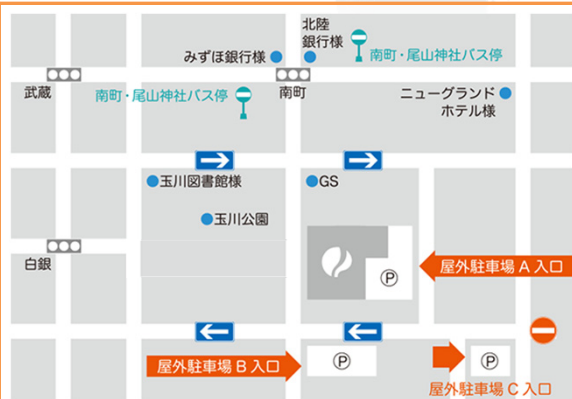 北陸
銀行様
みずほ銀行様
南町・尾山神社バス停
武蔵
南町・尾山神社バス停
南町
ニューグランド
ホテル様
玉川図書館様
GS
玉川公園
白銀
屋外駐車場 A 入口
P
屋外駐車場 B 入口
P
P
屋外駐車場 C 入口